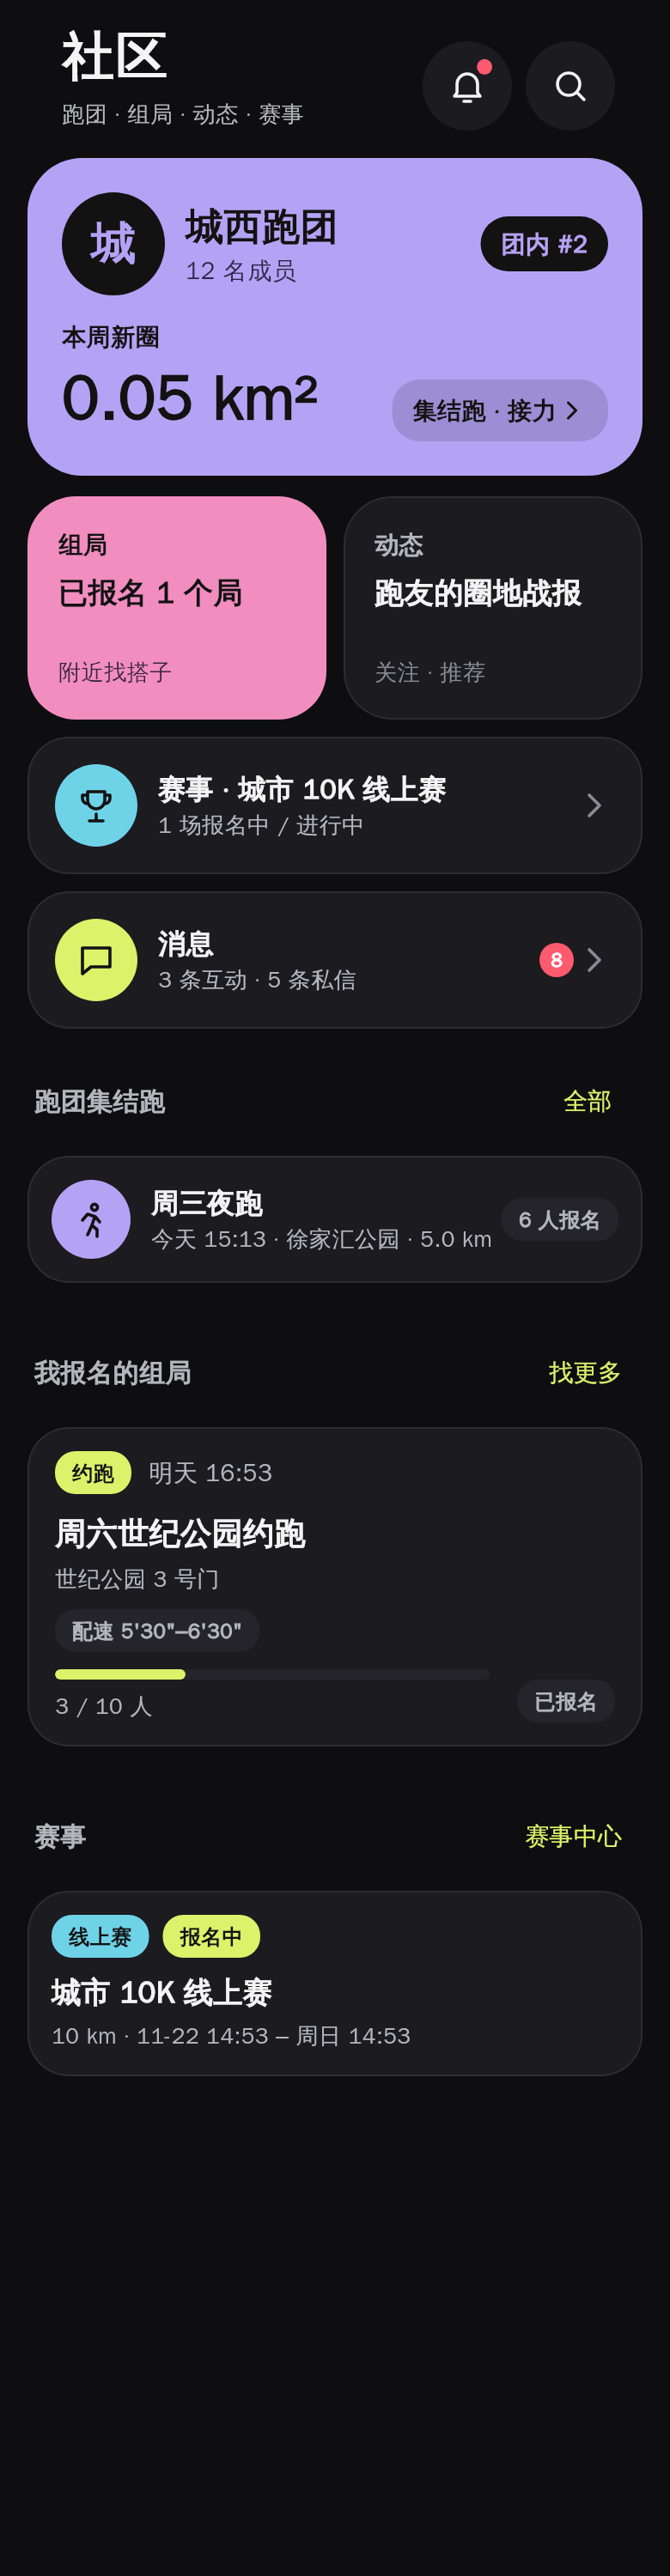 社区
跑团 · 组局 · 动态 · 赛事
城
城西跑团
12 名成员
团内 #2
本周新圈
0.05 km²
集结跑 · 接力
组局
已报名 1 个局
附近找搭子
动态
跑友的圈地战报
关注 · 推荐
赛事 · 城市 10K 线上赛
1 场报名中 / 进行中
消息
3 条互动 · 5 条私信
8
跑团集结跑
全部
周三夜跑
今天 15:13 · 徐家汇公园 · 5.0 km
6 人报名
我报名的组局
找更多
约跑
明天 16:53
周六世纪公园约跑
世纪公园 3 号门
配速 5'30"–6'30"
3 / 10 人
已报名
赛事
赛事中心
线上赛
报名中
城市 10K 线上赛
10 km · 11-22 14:53 – 周日 14:53